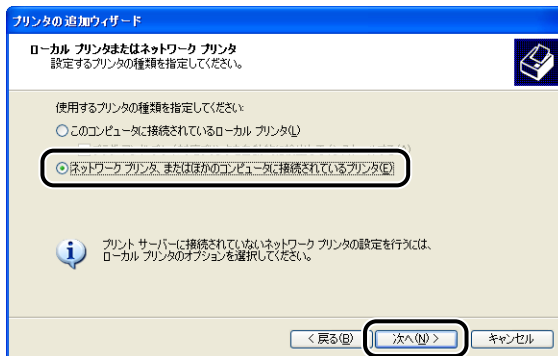 プリンタの追加ウィザード
ローカル プリンタまたはネットワーク プリンタ
設定するプリンタの種類を指定してください。
使用するプリンタの種類を指定してください:
このコンピュータに接続されているローカル プリンタ(L)
ネットワーク プリンタ、またはほかのコンピュータに接続されているプリンタ(E)
プリント サーバーに接続されていないネットワーク プリンタの設定を行うには、
ローカル プリンタのオプションを選択してください。
< 戻る(B) 次へ(N) > キャンセル